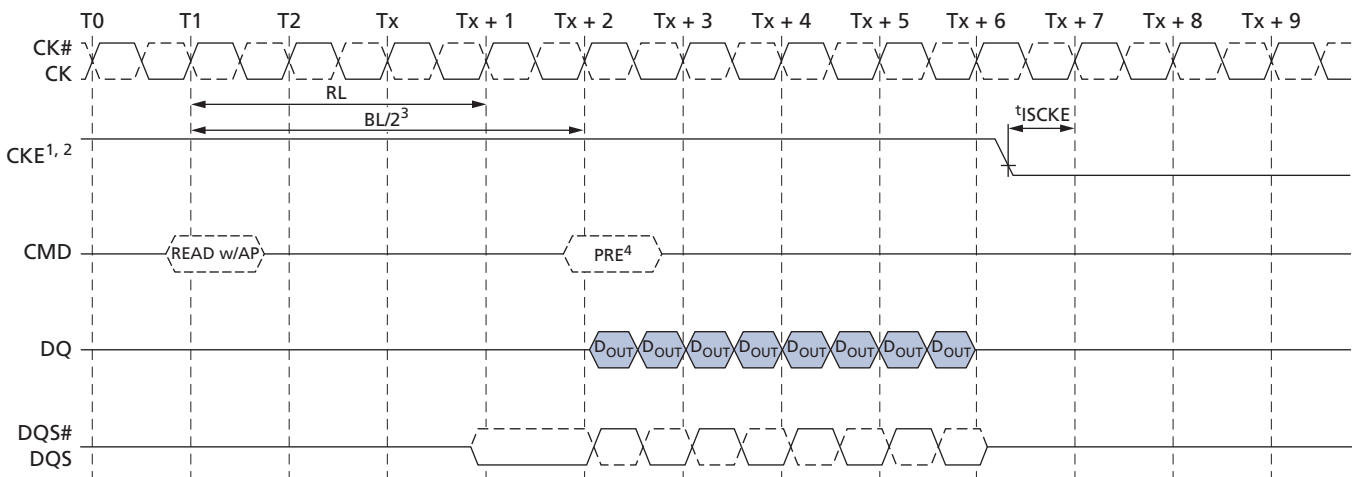 T0 T1 T2 Tx Tx + 1 Tx + 2 Tx + 3 Tx + 4 Tx + 5 Tx + 6 Tx + 7 Tx + 8 Tx + 9
CK#
CK
RL
BL/2³
tISCKE
CKE1, 2
CMD READ w/AP PRE⁴
DQ DOUT DOUT DOUT DOUT DOUT DOUT DOUT DOUT
DQS#
DQS